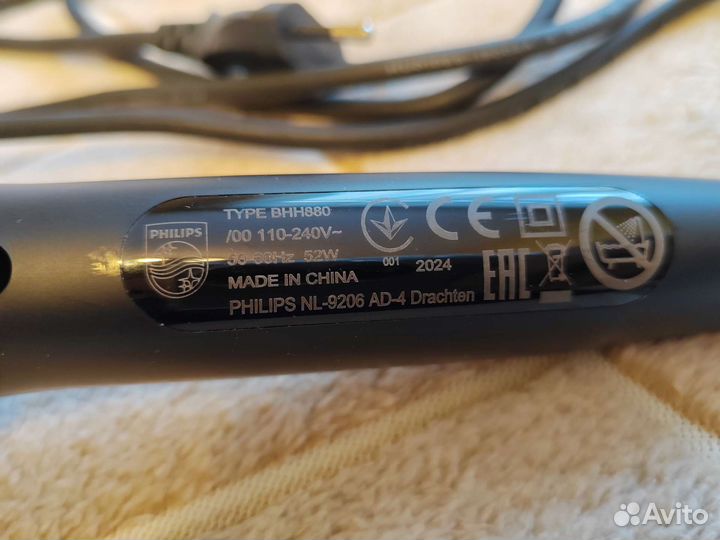 PHILIPS
TYPE BHH880
/00 110-240V~
50-60Hz 52W
MADE IN CHINA
PHILIPS NL-9206 AD-4 Drachten
001
2024
CE
EAC
Avito